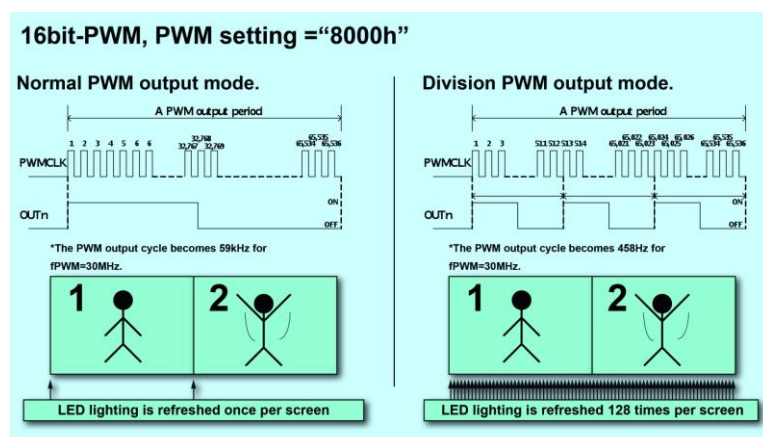 16bit-PWM, PWM setting ="8000h"
Normal PWM output mode.
A PWM output period
1 2 3 4 5 6 6 32,767 32,768 32,769 65,534 65,535 65,536
PWMCLK
OUTn
ON
OFF
*The PWM output cycle becomes 59kHz for
fPWM=30MHz.
1
2
LED lighting is refreshed once per screen
Division PWM output mode.
A PWM output period
1 2 3 511 512 513 514 65,021 65,022 65,023 65,024 65,025 65,026 65,534 65,535 65,536
PWMCLK
OUTn
ON
OFF
*The PWM output cycle becomes 458Hz for
fPWM=30MHz.
1
2
LED lighting is refreshed 128 times per screen